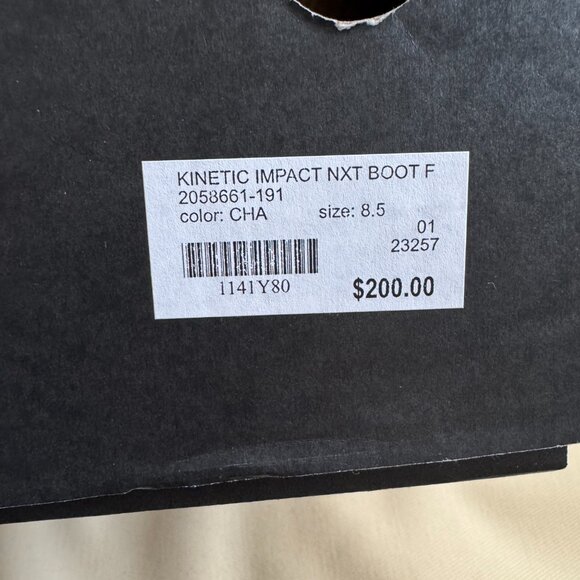 KINETIC IMPACT NXT BOOT F
2058661-191
color: CHA size: 8.5
01
23257
1141Y80
$200.00